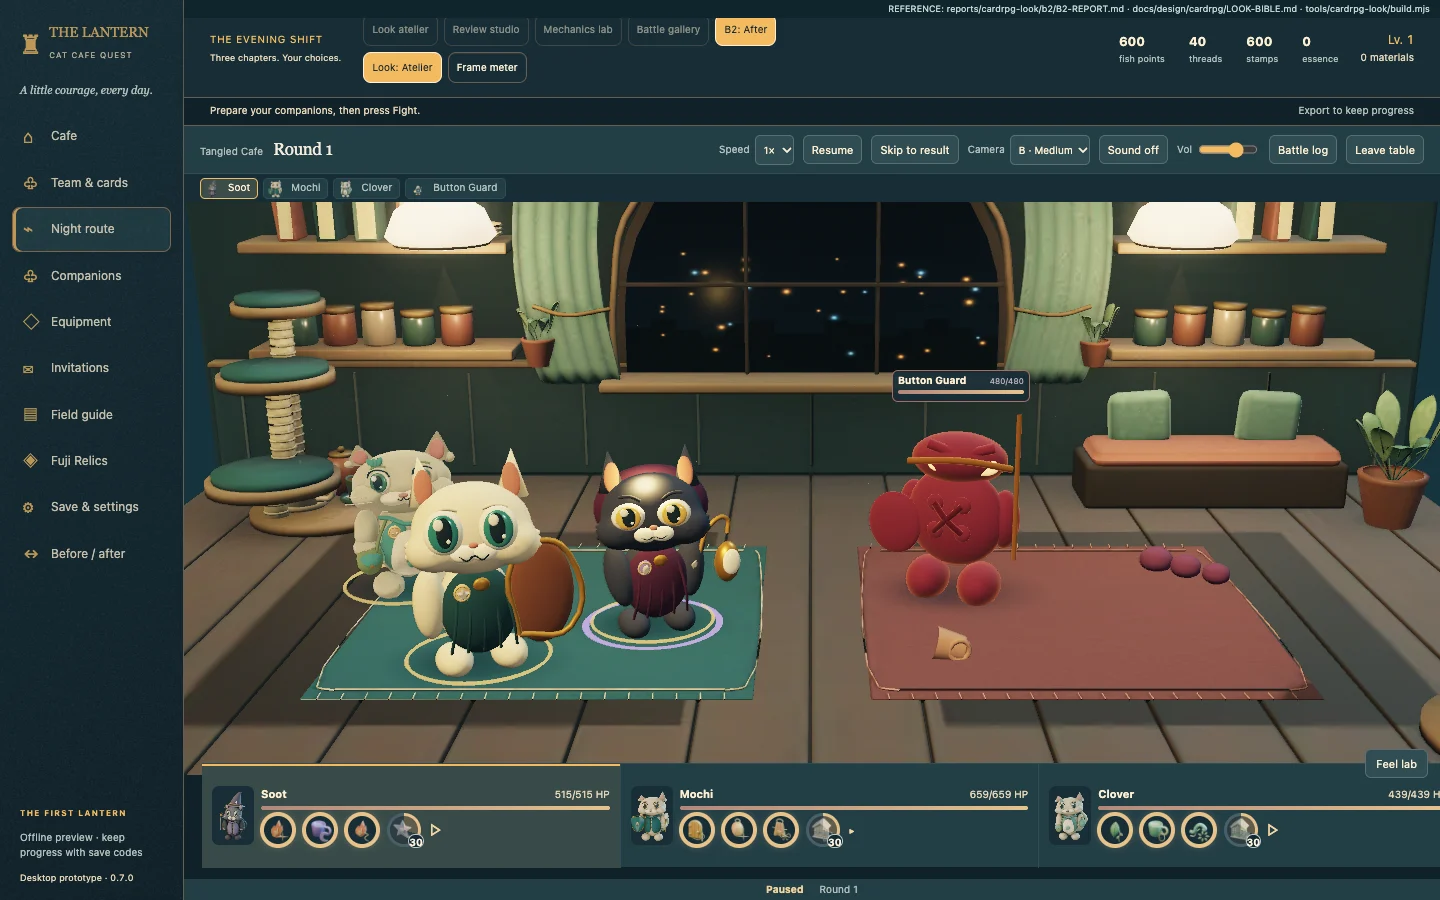 REFERENCE: reports/cardrpg-look/b2/B2-REPORT.md · docs/design/cardrpg/LOOK-BIBLE.md · tools/cardrpg-look/build.mjs
THE LANTERN
CAT CAFE QUEST
A little courage, every day.
Cafe
Team & cards
Night route
Companions
Equipment
Invitations
Field guide
Fuji Relics
Save & settings
Before / after
THE FIRST LANTERN
Offline preview · keep
progress with save codes
Desktop prototype · 0.7.0
THE EVENING SHIFT
Three chapters. Your choices.
Look atelier
Review studio
Mechanics lab
Battle gallery
B2: After
Look: Atelier
Frame meter
600
fish points
40
threads
600
stamps
0
essence
Lv. 1
0 materials
Prepare your companions, then press Fight.
Export to keep progress
Tangled Cafe Round 1
Speed
1×
Resume
Skip to result
Camera
B · Medium
Sound off
Vol
Battle log
Leave table
Soot
Mochi
Clover
Button Guard
Button Guard 480/480
Feel lab
Soot 515/515 HP
30
Mochi 659/659 HP
30
Clover 439/439 H
30
Paused Round 1